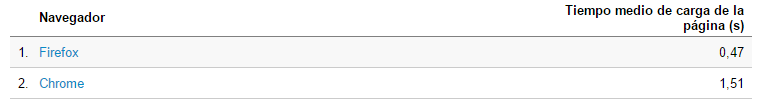 Navegador
Tiempo medio de carga de la
página (s)
1. Firefox 0,47
2. Chrome 1,51